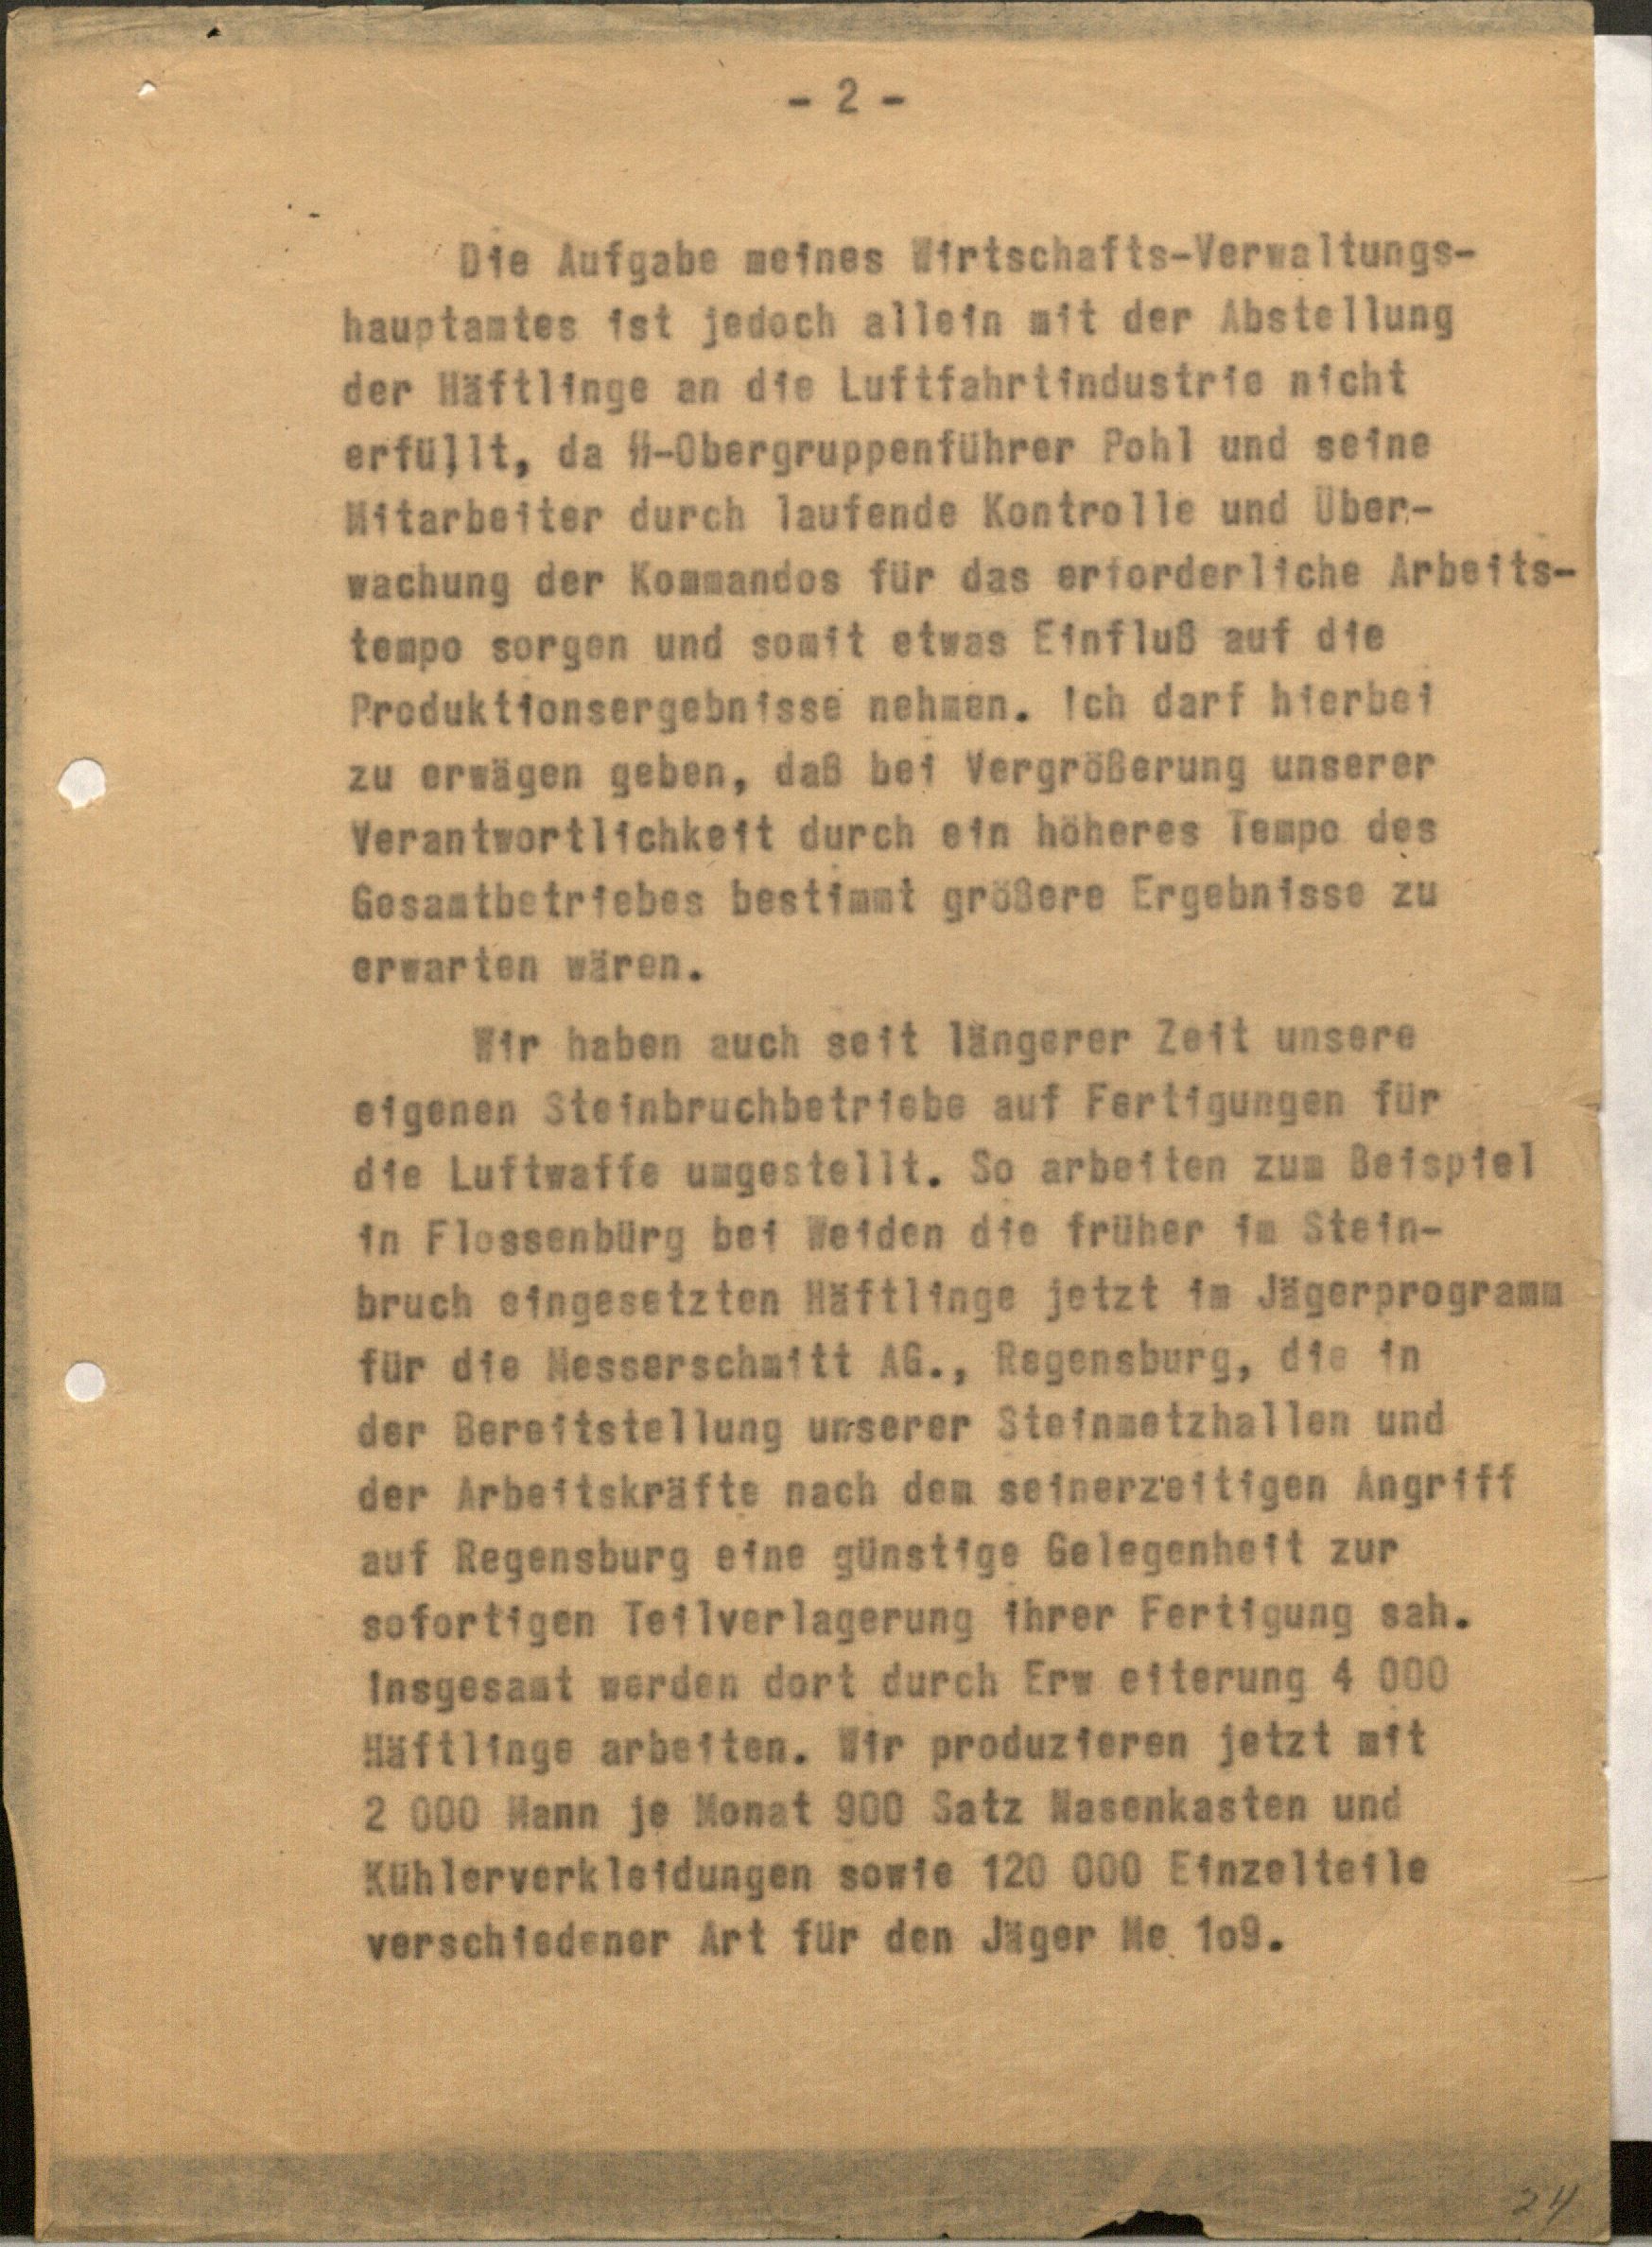 - 2 -
Die Aufgabe meines Wirtschafts-Verwaltungs-
hauptamtes ist jedoch allein mit der Abstellung
der Häftlinge an die Luftfahrtindustrie nicht
erfüllt, da ᛋᛋ-Obergruppenführer Pohl und seine
Mitarbeiter durch laufende Kontrolle und Über-
wachung der Kommandos für das erforderliche Arbeits-
tempo sorgen und somit etwas Einfluß auf die
Produktionsergebnisse nehmen. Ich darf hierbei
zu erwägen geben, daß bei Vergrößerung unserer
Verantwortlichkeit durch ein höheres Tempo des
Gesamtbetriebes bestimmt größere Ergebnisse zu
erwarten wären.
Wir haben auch seit längerer Zeit unsere
eigenen Steinbruchbetriebe auf Fertigungen für
die Luftwaffe umgestellt. So arbeiten zum Beispiel
in Flossenbürg bei Weiden die früher im Stein-
bruch eingesetzten Häftlinge jetzt im Jägerprogramm
für die Messerschmitt AG., Regensburg, die in
der Bereitstellung unserer Steinmetzhallen und
der Arbeitskräfte nach dem seinerzeitigen Angriff
auf Regensburg eine günstige Gelegenheit zur
sofortigen Teilverlagerung ihrer Fertigung sah.
Insgesamt werden dort durch Erw eiterung 4 000
Häftlinge arbeiten. Wir produzieren jetzt mit
2 000 Mann je Monat 900 Satz Nasenkasten und
Kühlerverkleidungen sowie 120 000 Einzelteile
verschiedener Art für den Jäger Me 1o9.
24